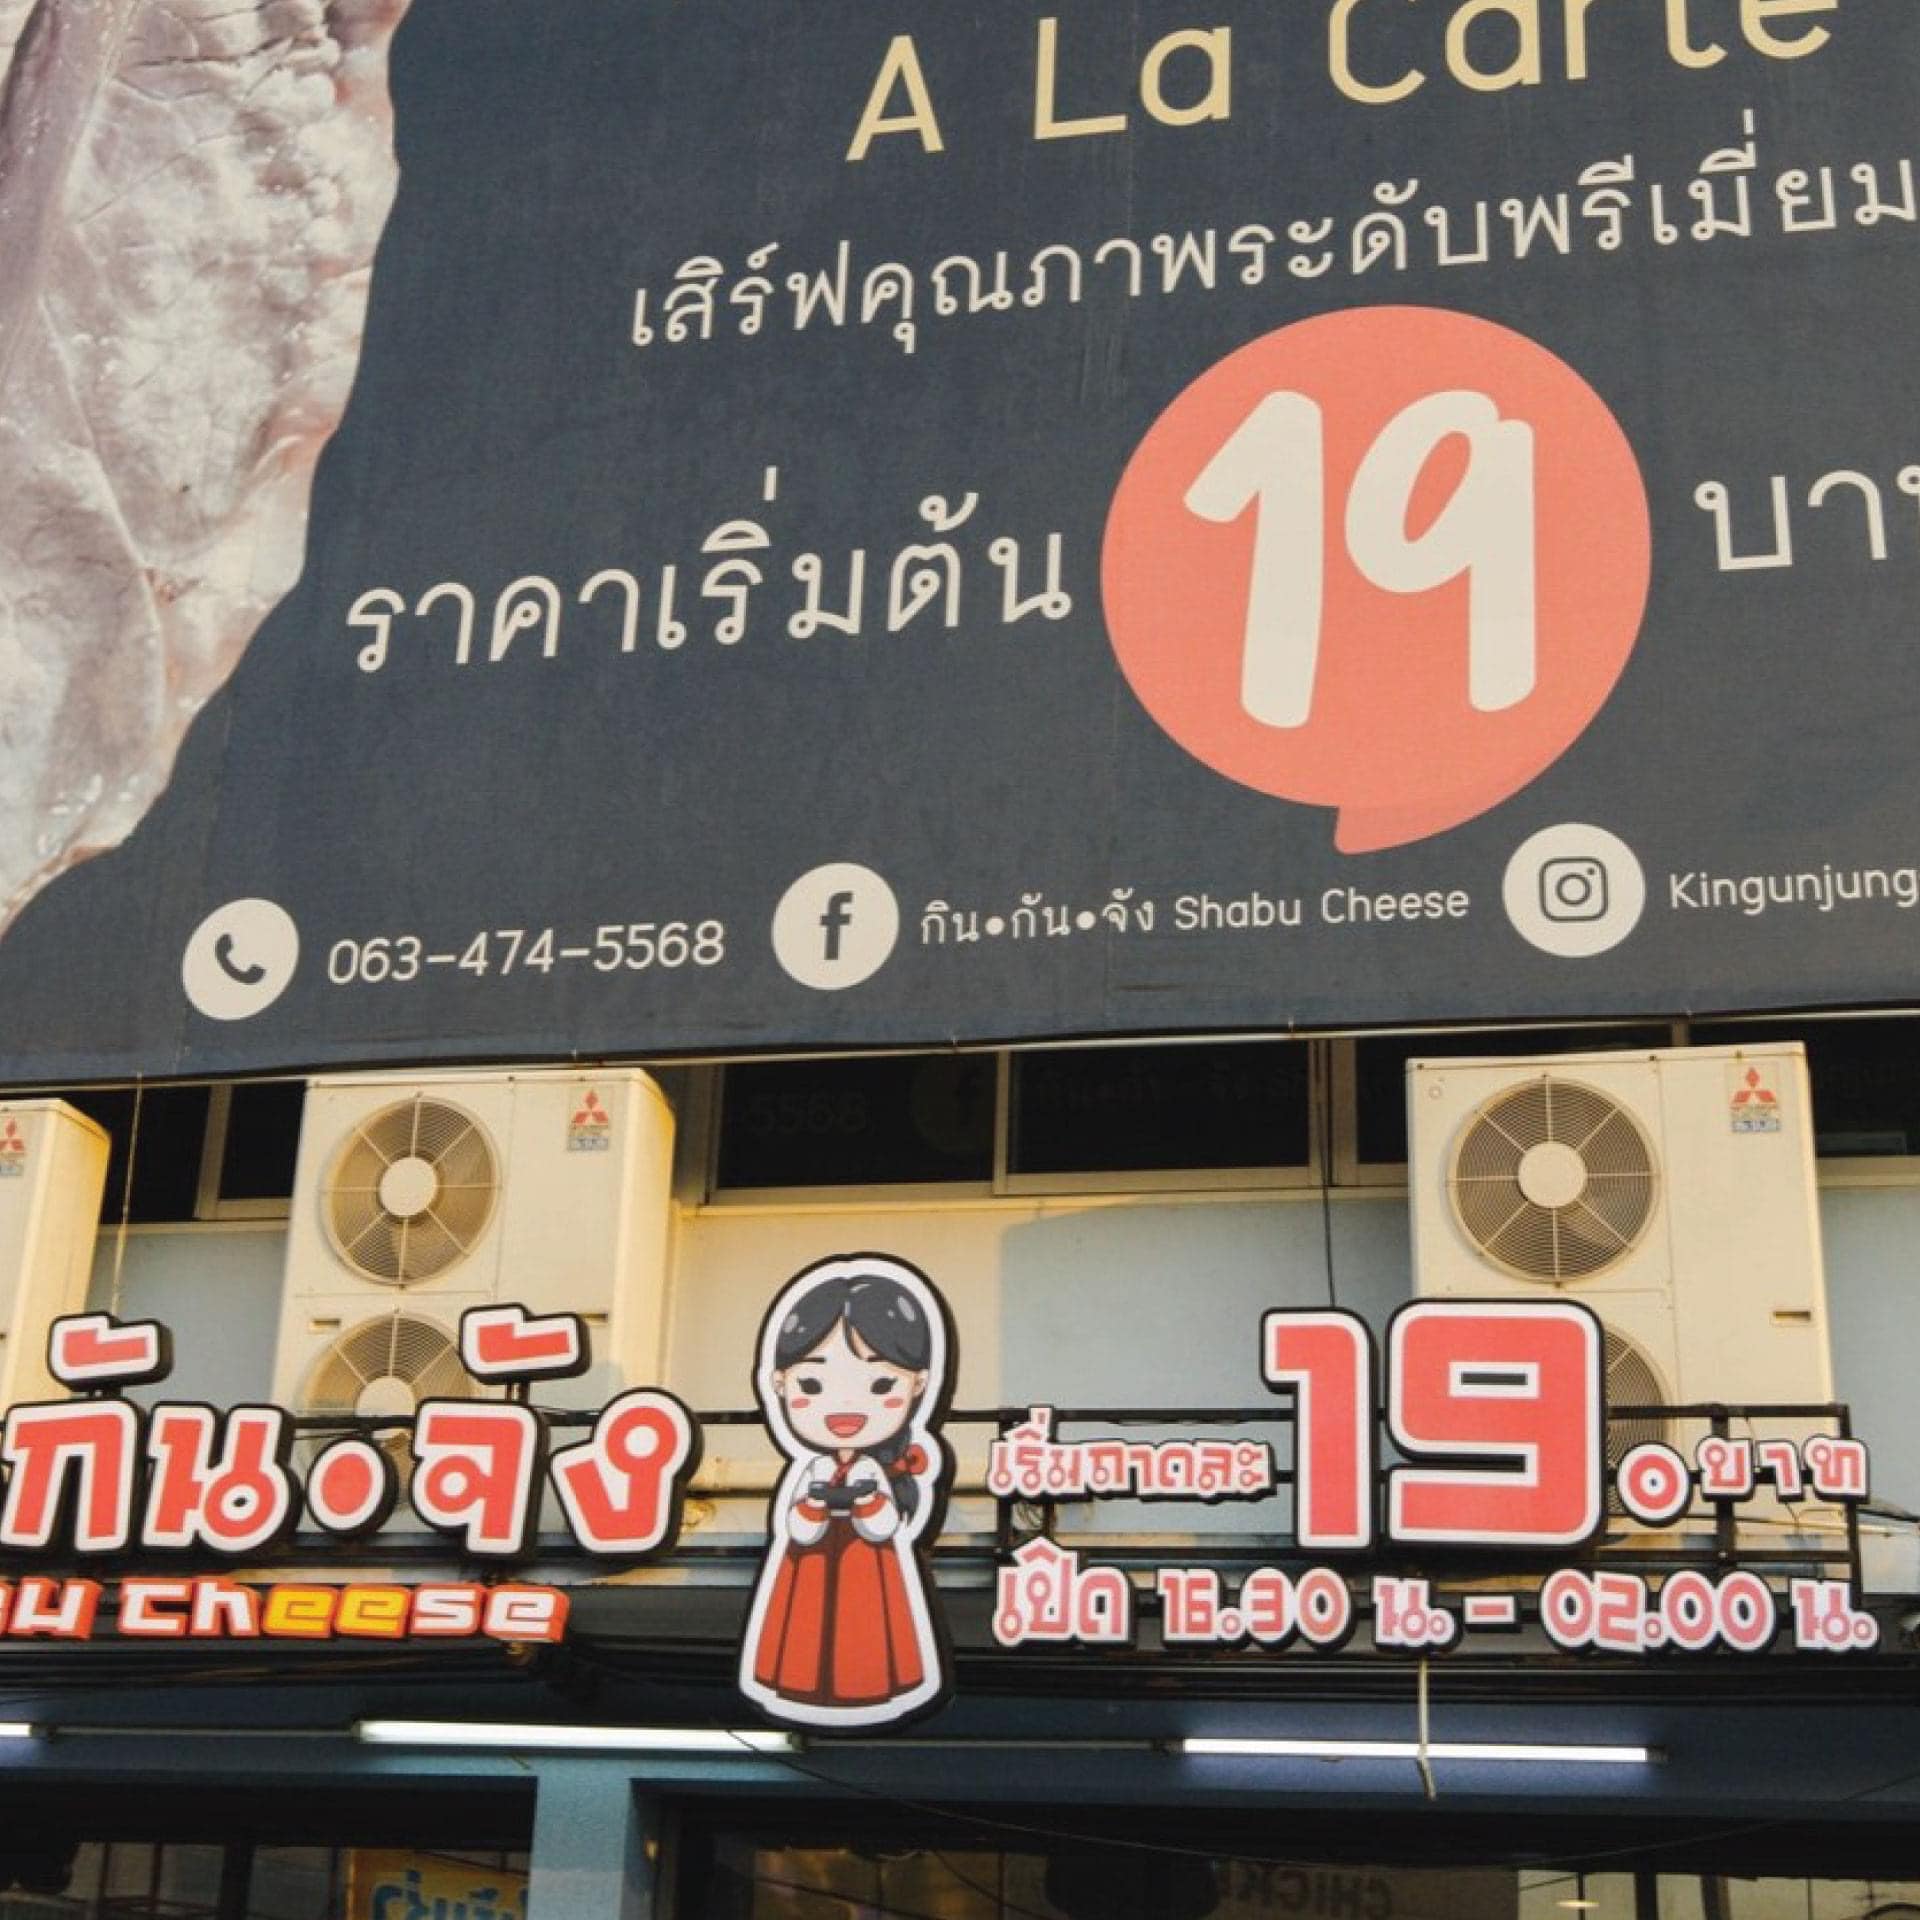 A La Carte
เสิร์ฟคุณภาพระดับพรีเมี่ยม
ราคาเริ่มต้น 19 บาท
063-474-5568 f กิน•กัน•จัง Shabu Cheese Kingunjung
กัน•จัง
cheese
เริ่มถาดละ 19.บาท
เปิด 16.30 น. - 02.00 น.